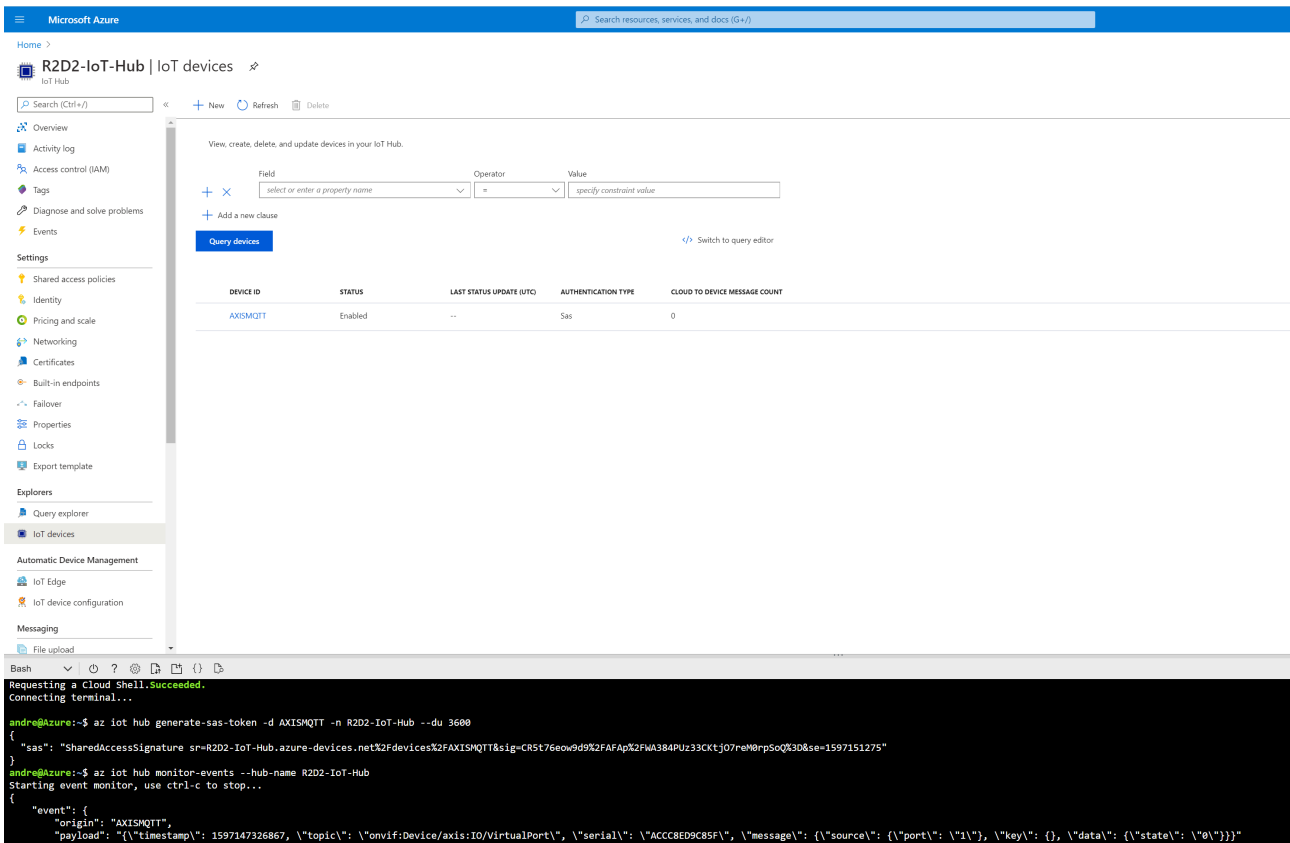 Microsoft Azure
Search resources, services, and docs (G+/)
Home >
R2D2-IoT-Hub | IoT devices
IoT Hub
Search (Ctrl+/)
«
New
Refresh
Delete
Overview
Activity log
Access control (IAM)
Tags
Diagnose and solve problems
Events
Settings
Shared access policies
Identity
Pricing and scale
Networking
Certificates
Built-in endpoints
Failover
Properties
Locks
Export template
Explorers
Query explorer
IoT devices
Automatic Device Management
IoT Edge
IoT device configuration
Messaging
File upload
View, create, delete, and update devices in your IoT Hub.
Field Operator Value
select or enter a property name = specify constraint value
Add a new clause
Query devices
</> Switch to query editor
DEVICE ID STATUS LAST STATUS UPDATE (UTC) AUTHENTICATION TYPE CLOUD TO DEVICE MESSAGE COUNT
AXISMQTT Enabled -- Sas 0
Bash ? {}
Requesting a Cloud Shell.Succeeded.
Connecting terminal...
andre@Azure:~$ az iot hub generate-sas-token -d AXISMQTT -n R2D2-IoT-Hub --du 3600
{
"sas": "SharedAccessSignature sr=R2D2-IoT-Hub.azure-devices.net%2Fdevices%2FAXISMQTT&sig=CR5t76eow9d9%2FAFAp%2FWA384PUz33CKtjO7reM0rpSoQ%3D&se=1597151275"
}
andre@Azure:~$ az iot hub monitor-events --hub-name R2D2-IoT-Hub
Starting event monitor, use ctrl-c to stop...
{
"event": {
"origin": "AXISMQTT",
"payload": "{\"timestamp\": 1597147326867, \"topic\": \"onvif:Device/axis:IO/VirtualPort\", \"serial\": \"ACCC8ED9C85F\", \"message\": {\"source\": {\"port\": \"1\"}, \"key\": {}, \"data\": {\"state\": \"0\"}}}"